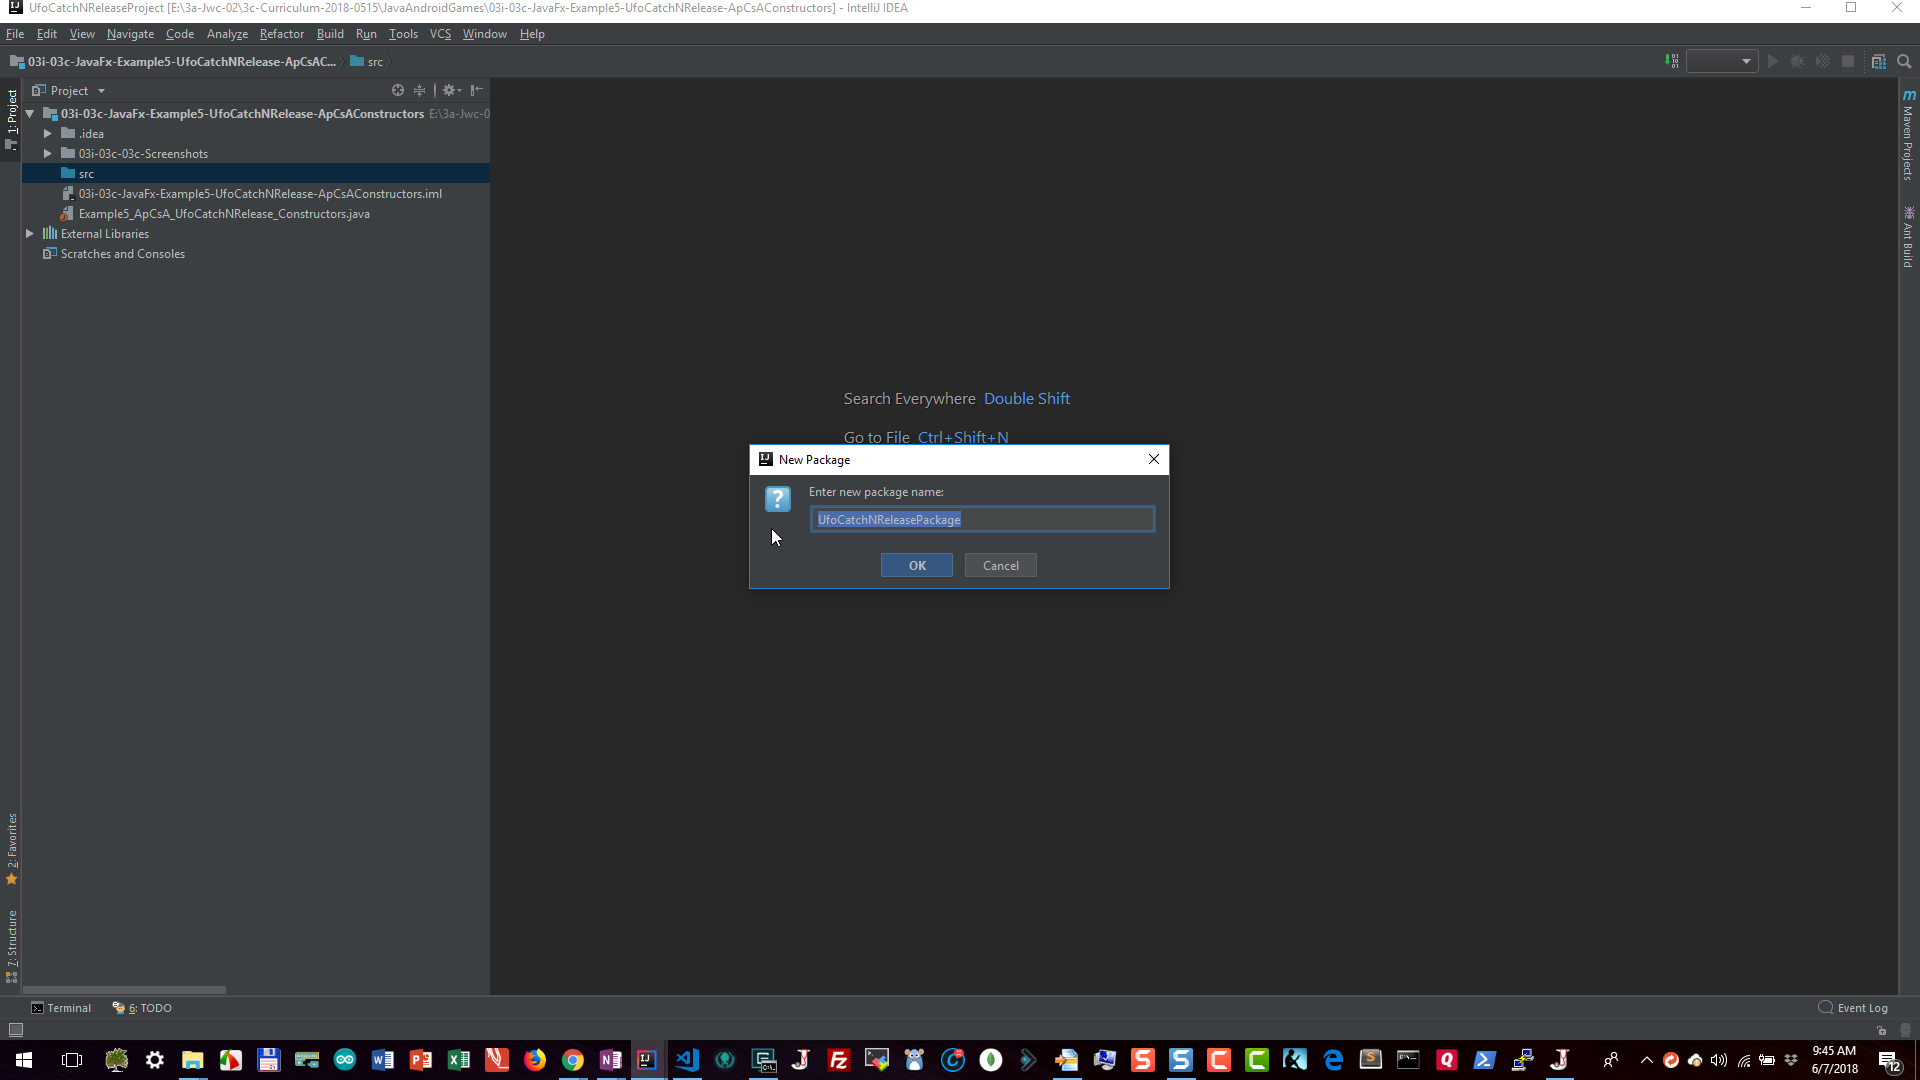 UfoCatchNReleaseProject [E:\3a-Jwc-02\3c-Curriculum-2018-0515\JavaAndroidGames\03i-03c-JavaFx-Example5-UfoCatchNRelease-ApCsAConstructors] - IntelliJ IDEA
File Edit View Navigate Code Analyze Refactor Build Run Tools VCS Window Help
03i-03c-JavaFx-Example5-UfoCatchNRelease-ApCsAC... src
Project
03i-03c-JavaFx-Example5-UfoCatchNRelease-ApCsAConstructors E:\3a-Jwc-0
.idea
03i-03c-03c-Screenshots
src
03i-03c-JavaFx-Example5-UfoCatchNRelease-ApCsAConstructors.iml
Example5_ApCsA_UfoCatchNRelease_Constructors.java
External Libraries
Scratches and Consoles
1: Project
2: Favorites
7: Structure
Maven Projects
Ant Build
Search Everywhere Double Shift
Go to File Ctrl+Shift+N
New Package
Enter new package name:
UfoCatchNReleasePackage
OK Cancel
Terminal 6: TODO Event Log
9:45 AM
6/7/2018
12